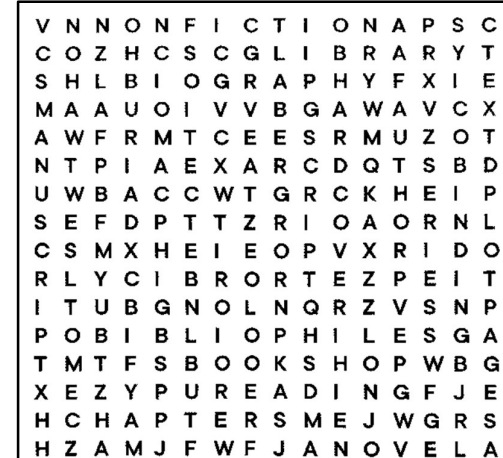 V N N O N F I C T I O N A P S C
C O Z H C S C G L I B R A R Y T
S H L B I O G R A P H Y F X I E
M A A U O I V V B G A W A V C X
A W F R M T C E E S R M U Z O T
N T P I A E X A R C D Q T S B D
U W B A C C W T G R C K H E I P
S E F D P T T Z R I O A O R N L
C S M X H E I E O P V X R I D O
R L Y C I B R O R T E Z P E I T
I T U B G N O L N Q R Z V S N P
P O B I B L I O P H I L E S G A
T M T F S B O O K S H O P W B G
X E Z Y P U R E A D I N G F J E
H C H A P T E R S M E J W G R S
H Z A M J F W F J A N O V E L A